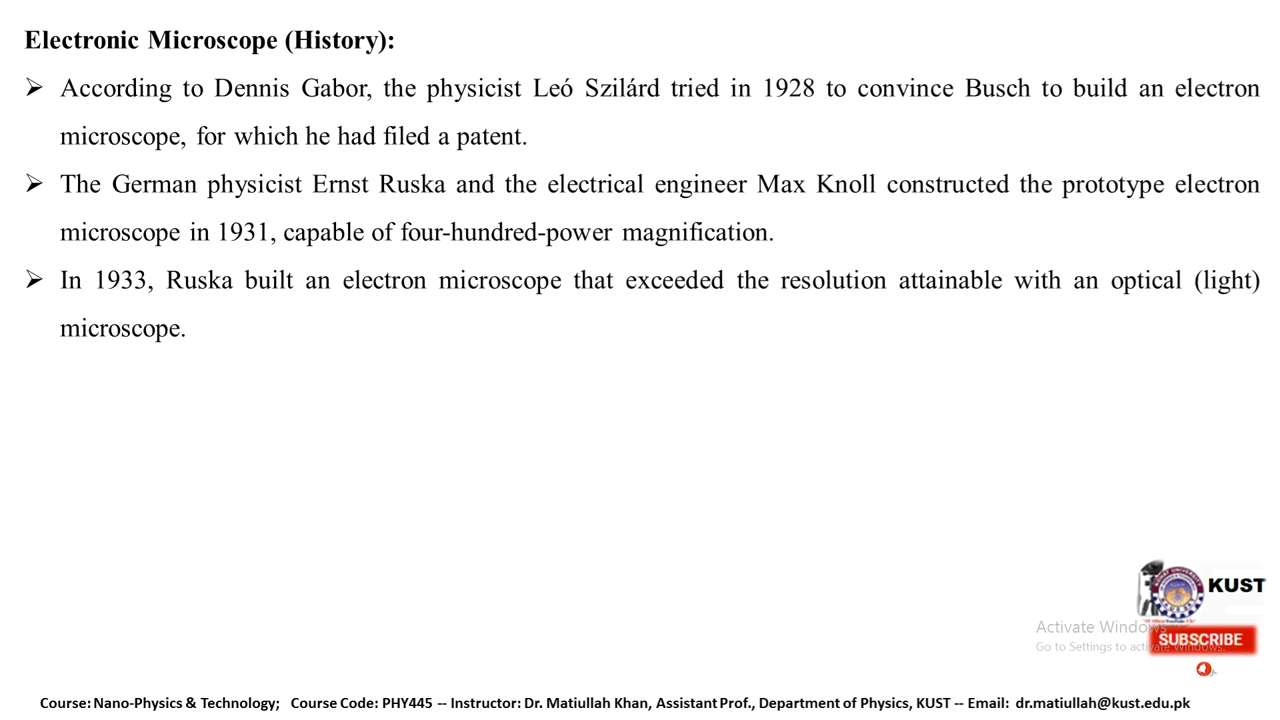 Electronic Microscope (History):
➢ According to Dennis Gabor, the physicist Leó Szilárd tried in 1928 to convince Busch to build an electron
microscope, for which he had filed a patent.
➢ The German physicist Ernst Ruska and the electrical engineer Max Knoll constructed the prototype electron
microscope in 1931, capable of four-hundred-power magnification.
➢ In 1933, Ruska built an electron microscope that exceeded the resolution attainable with an optical (light)
microscope.
KUST
Activate Windows
SUBSCRIBE
Go to Settings to activate Windows.
Course: Nano-Physics & Technology; Course Code: PHY445 -- Instructor: Dr. Matiullah Khan, Assistant Prof., Department of Physics, KUST -- Email: dr.matiullah@kust.edu.pk